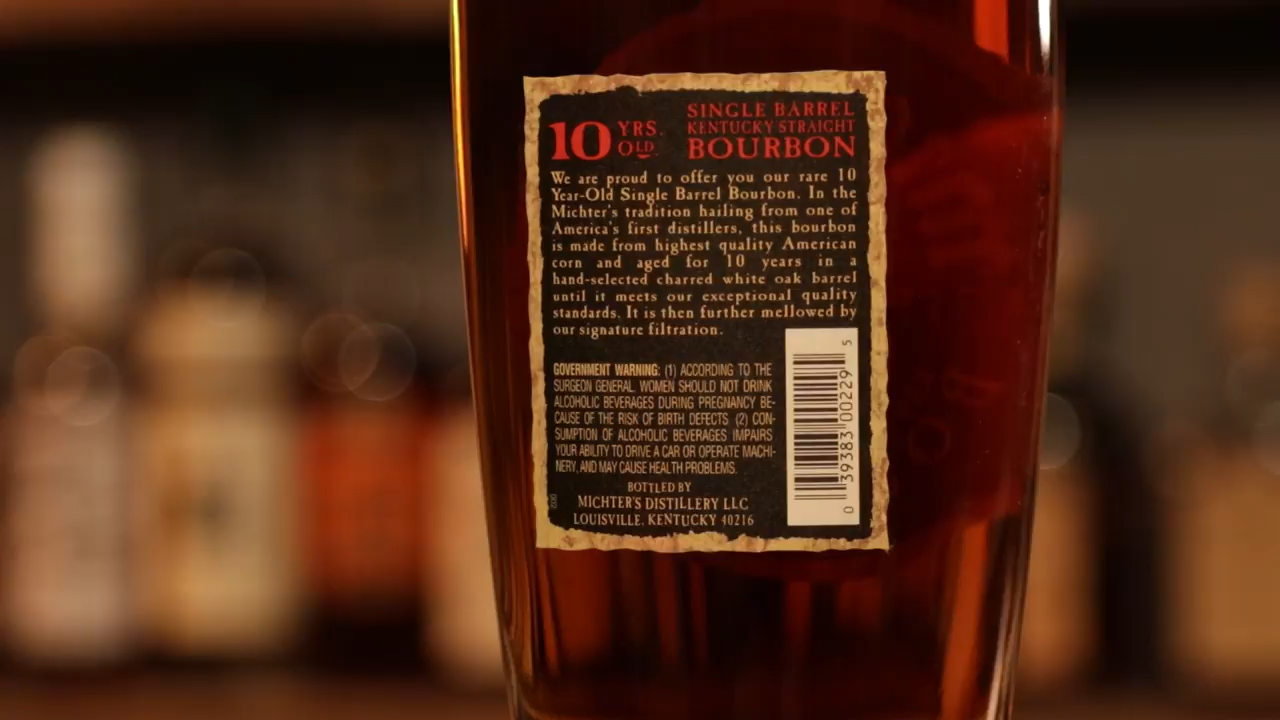 10 YRS. OLD.
SINGLE BARREL
KENTUCKY STRAIGHT
BOURBON
We are proud to offer you our rare 10
Year-Old Single Barrel Bourbon. In the
Michter's tradition hailing from one of
America's first distillers, this bourbon
is made from highest quality American
corn and aged for 10 years in a
hand-selected charred white oak barrel
until it meets our exceptional quality
standards. It is then further mellowed by
our signature filtration.
GOVERNMENT WARNING: (1) ACCORDING TO THE
SURGEON GENERAL, WOMEN SHOULD NOT DRINK
ALCOHOLIC BEVERAGES DURING PREGNANCY BE-
CAUSE OF THE RISK OF BIRTH DEFECTS. (2) CON-
SUMPTION OF ALCOHOLIC BEVERAGES IMPAIRS
YOUR ABILITY TO DRIVE A CAR OR OPERATE MACHI-
NERY, AND MAY CAUSE HEALTH PROBLEMS.
BOTTLED BY
MICHTER'S DISTILLERY LLC
LOUISVILLE, KENTUCKY 40216
0 39383 00229 5